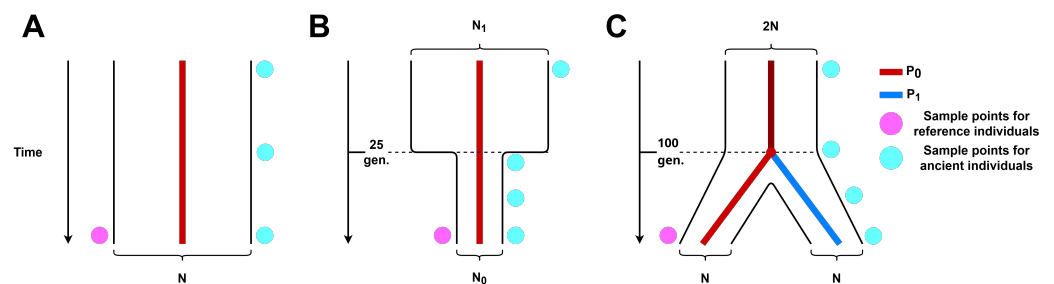 A
B
C
N₁
2N
P₀
P₁
Sample points for
reference individuals
Sample points for
ancient individuals
Time
25
gen.
100
gen.
N
N₀
N
N